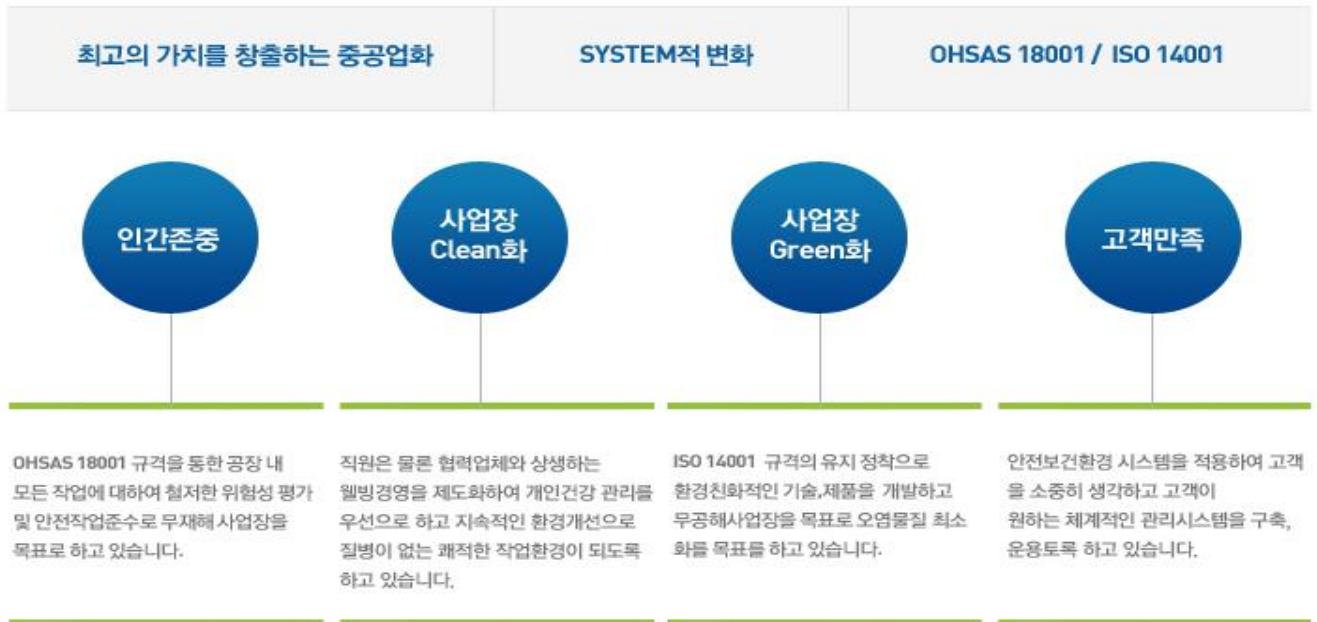 최고의 가치를 창출하는 중공업화
SYSTEM적 변화
OHSAS 18001 / ISO 14001
인간존중
사업장
Clean화
사업장
Green화
고객만족
OHSAS 18001 규격을 통한 공장 내
모든 작업에 대하여 철저한 위험성 평가
및 안전작업준수로 무재해 사업장을
목표로 하고 있습니다.
직원은 물론 협력업체와 상생하는
웰빙경영을 제도화하여 개인건강 관리를
우선으로 하고 지속적인 환경개선으로
질병이 없는 쾌적한 작업환경이 되도록
하고 있습니다.
ISO 14001 규격의 유지 정착으로
환경친화적인 기술,제품을 개발하고
무공해사업장을 목표로 오염물질 최소
화를 목표를 하고 있습니다.
안전보건환경 시스템을 적용하여 고객
을 소중히 생각하고 고객이
원하는 체계적인 관리시스템을 구축,
운용토록 하고 있습니다.